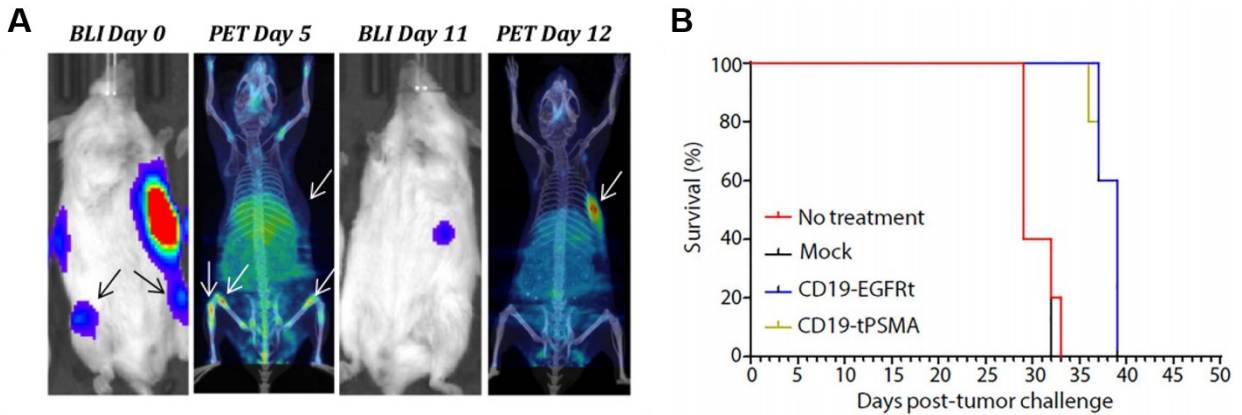 A
BLI Day 0 PET Day 5 BLI Day 11 PET Day 12
B
Survival (%)
100
80
60
40
20
0
No treatment
Mock
CD19-EGFRt
CD19-tPSMA
0 5 10 15 20 25 30 35 40 45 50
Days post-tumor challenge